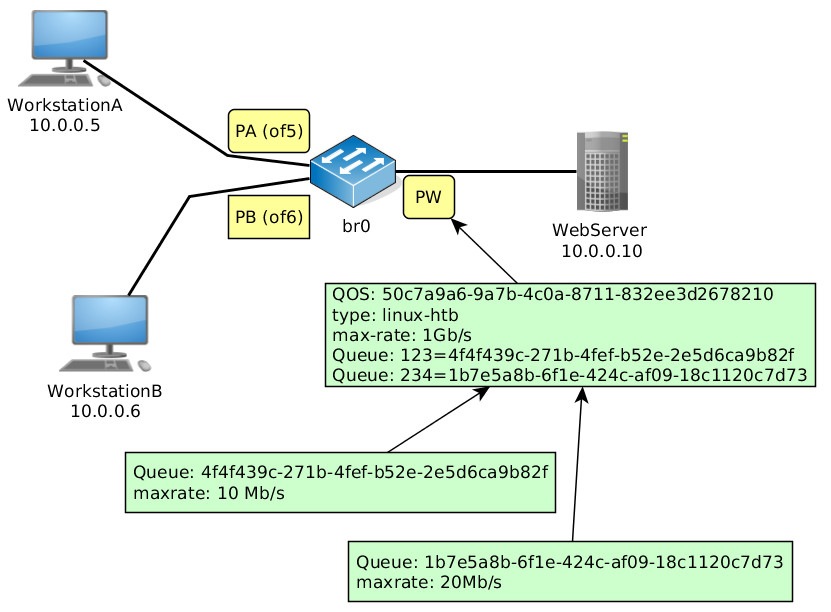 WorkstationA
10.0.0.5
PA (of5)
PB (of6)
br0
PW
WebServer
10.0.0.10
QOS: 50c7a9a6-9a7b-4c0a-8711-832ee3d2678210
type: linux-htb
max-rate: 1Gb/s
Queue: 123=4f4f439c-271b-4fef-b52e-2e5d6ca9b82f
Queue: 234=1b7e5a8b-6f1e-424c-af09-18c1120c7d73
WorkstationB
10.0.0.6
Queue: 4f4f439c-271b-4fef-b52e-2e5d6ca9b82f
maxrate: 10 Mb/s
Queue: 1b7e5a8b-6f1e-424c-af09-18c1120c7d73
maxrate: 20Mb/s